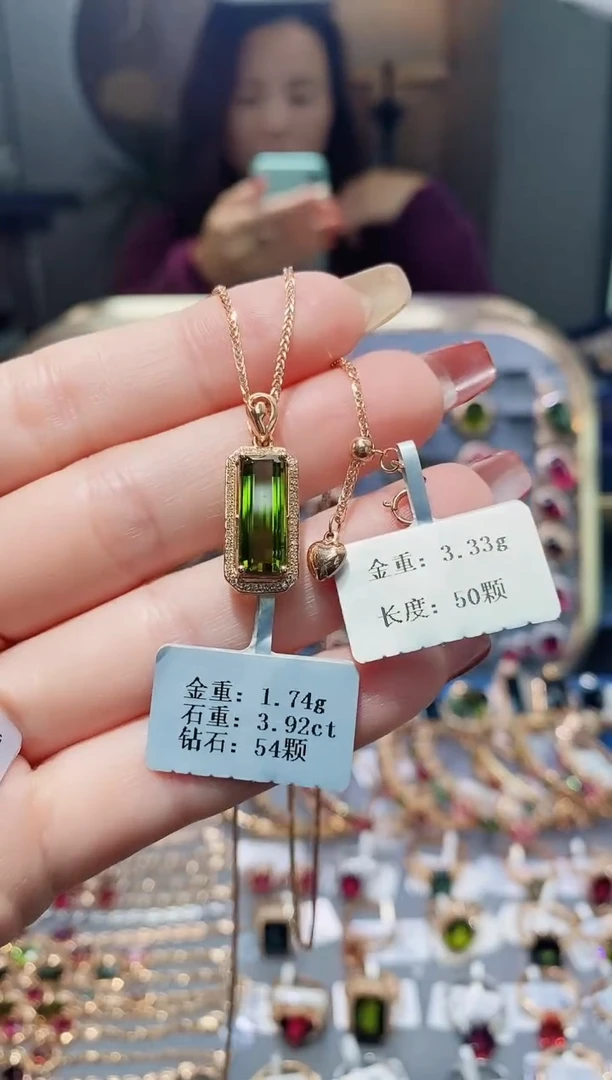 金重: 3.33g
长度: 50颗
金重: 1.74g
石重: 3.92ct
钻石: 54颗